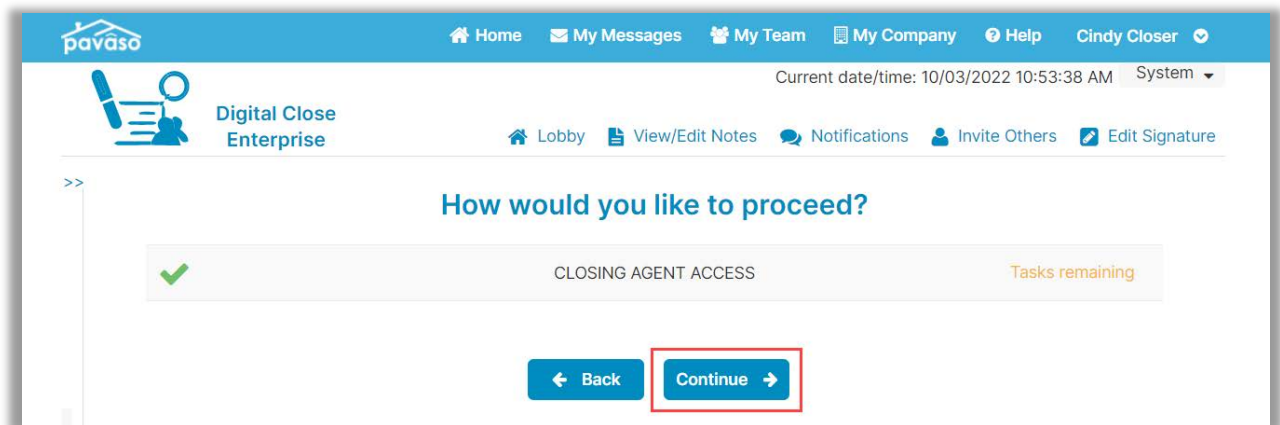 pavaso Home My Messages My Team My Company Help Cindy Closer
Current date/time: 10/03/2022 10:53:38 AM System
Digital Close
Enterprise
Lobby View/Edit Notes Notifications Invite Others Edit Signature
>>
How would you like to proceed?
CLOSING AGENT ACCESS Tasks remaining
Back Continue